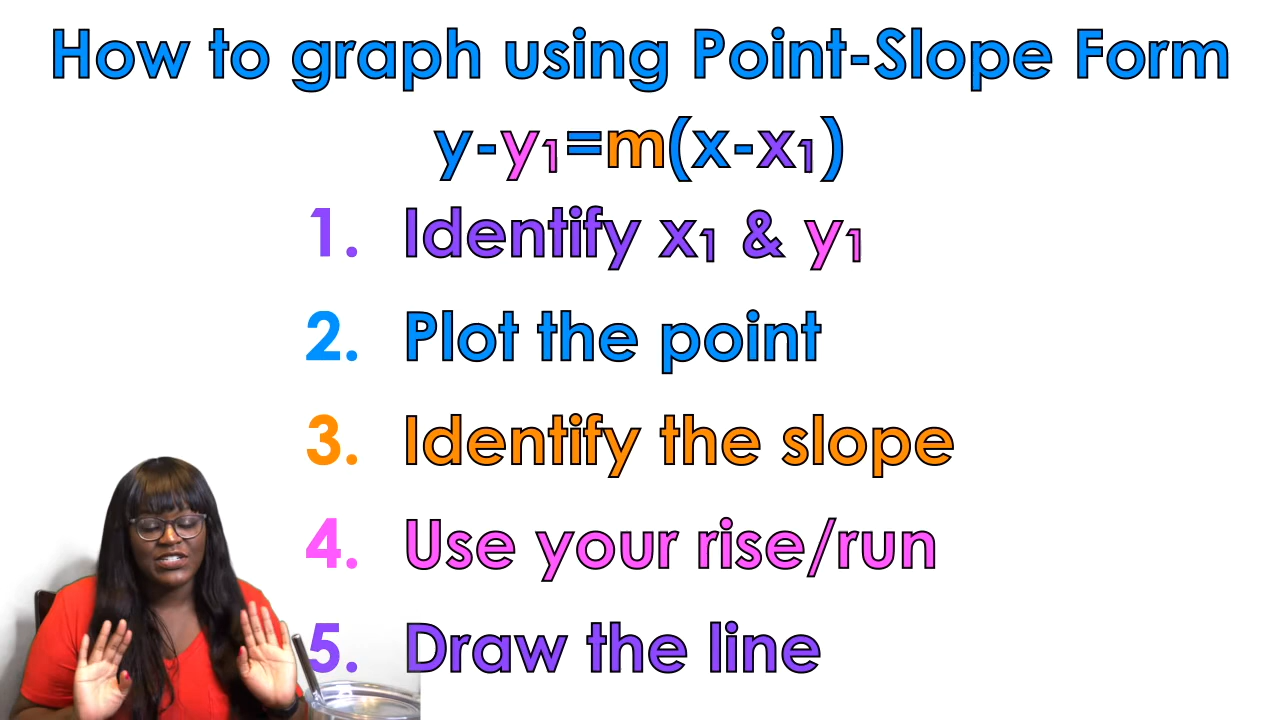 How to graph using Point-Slope Form
y-y₁=m(x-x₁)
1. Identify x₁ & y₁
2. Plot the point
3. Identify the slope
4. Use your rise/run
5. Draw the line